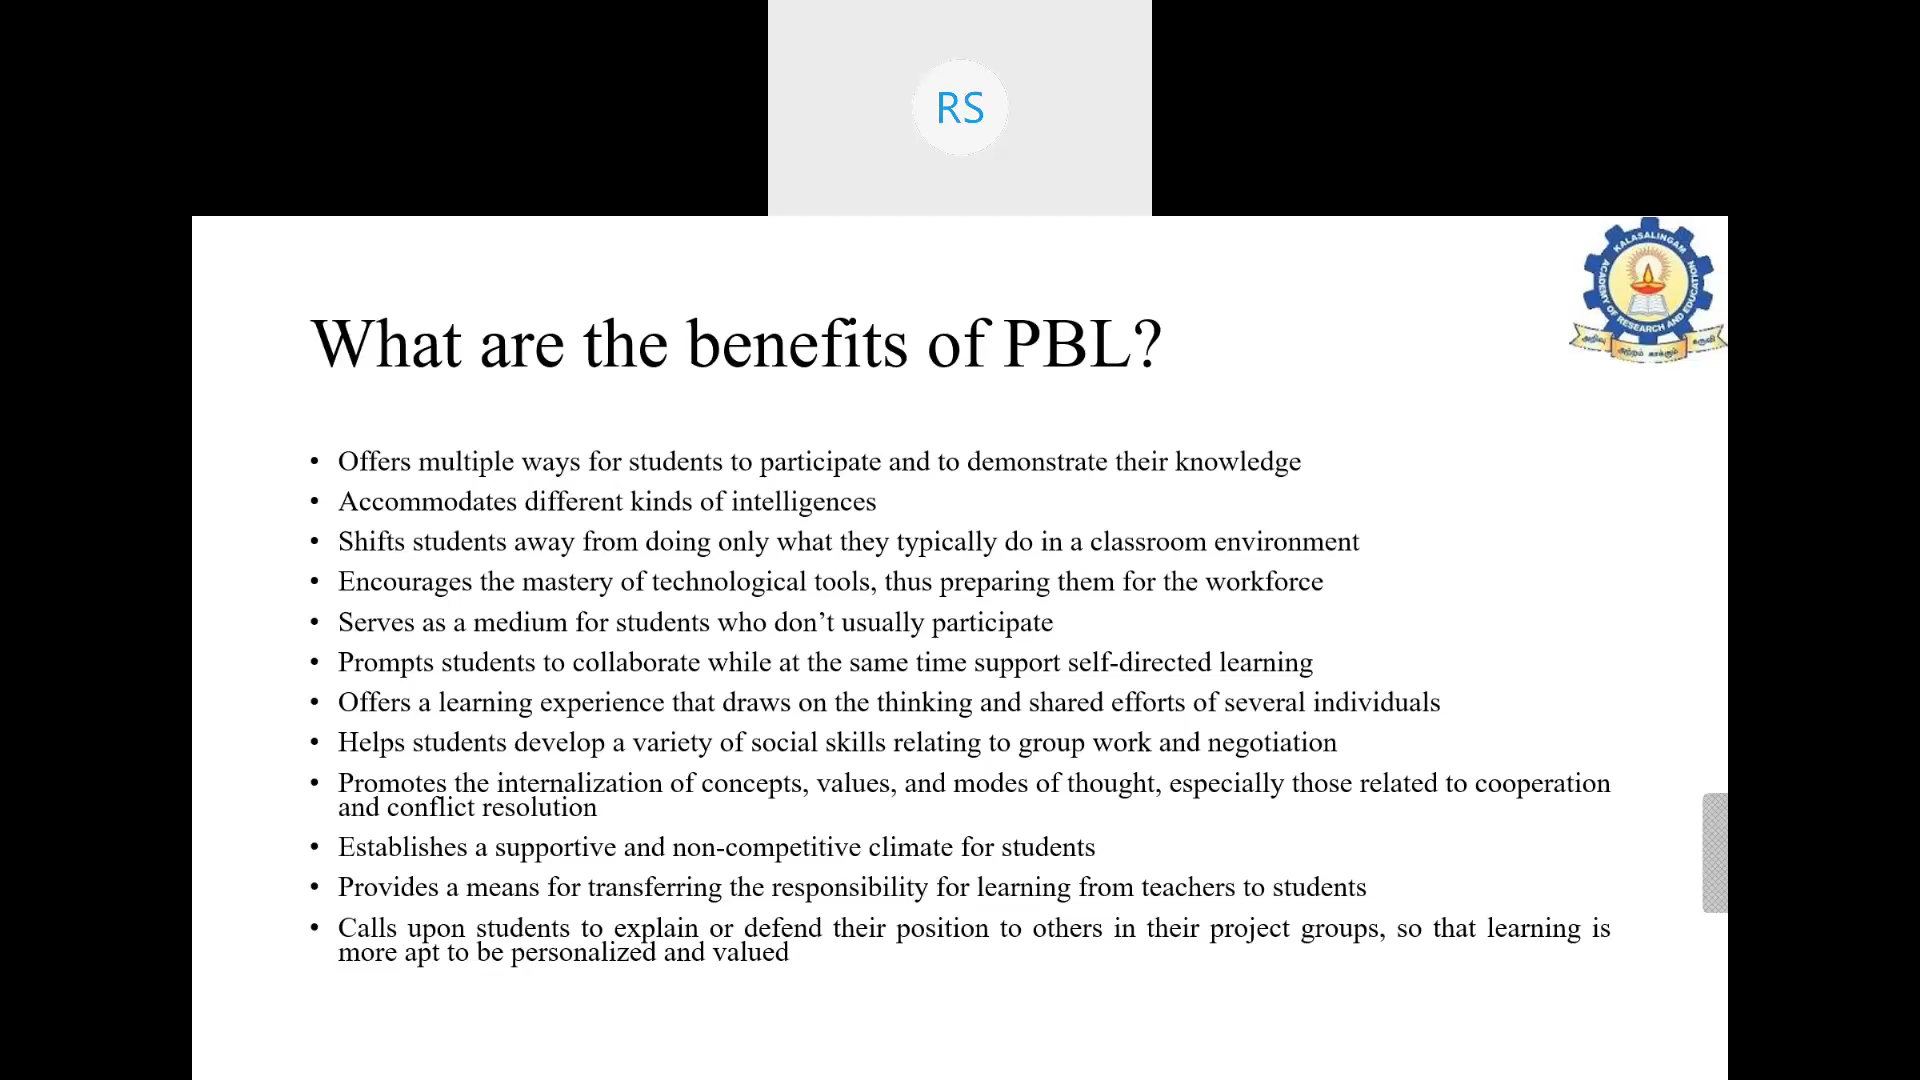 RS
KALASALINGAM
ACADEMY OF RESEARCH AND EDUCATION
What are the benefits of PBL?
• Offers multiple ways for students to participate and to demonstrate their knowledge
• Accommodates different kinds of intelligences
• Shifts students away from doing only what they typically do in a classroom environment
• Encourages the mastery of technological tools, thus preparing them for the workforce
• Serves as a medium for students who don’t usually participate
• Prompts students to collaborate while at the same time support self-directed learning
• Offers a learning experience that draws on the thinking and shared efforts of several individuals
• Helps students develop a variety of social skills relating to group work and negotiation
• Promotes the internalization of concepts, values, and modes of thought, especially those related to cooperation
and conflict resolution
• Establishes a supportive and non-competitive climate for students
• Provides a means for transferring the responsibility for learning from teachers to students
• Calls upon students to explain or defend their position to others in their project groups, so that learning is
more apt to be personalized and valued